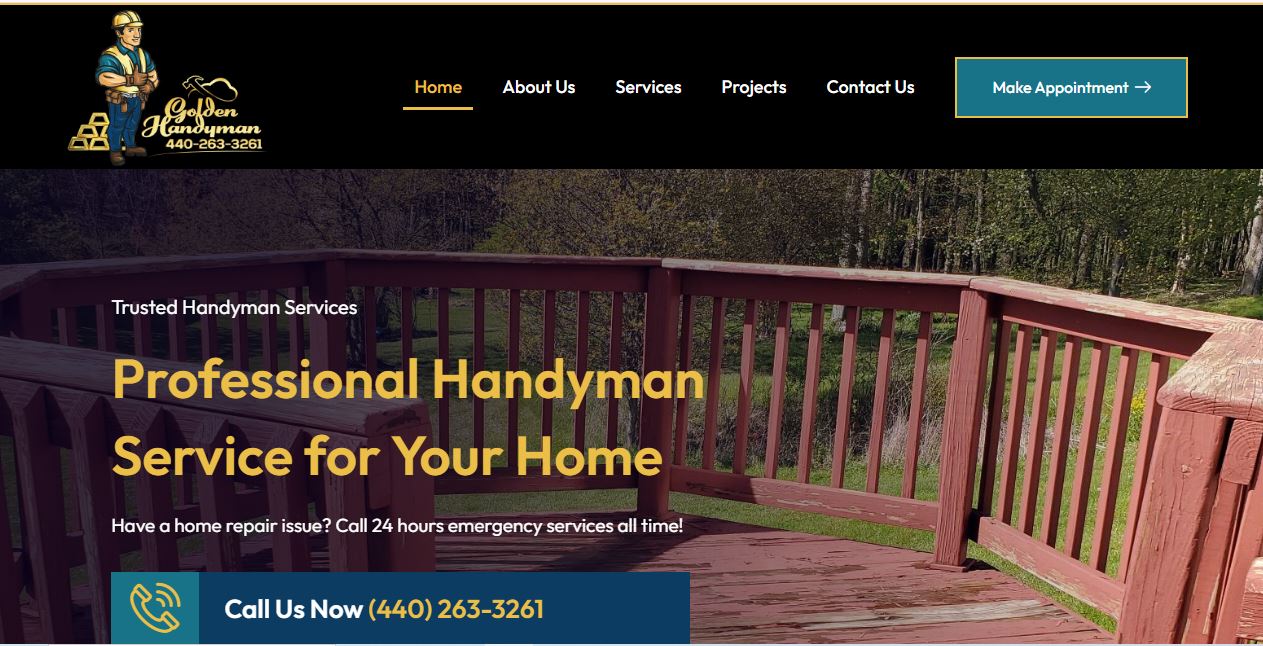 Golden
Handyman
440-263-3261
Home
About Us
Services
Projects
Contact Us
Make Appointment
Trusted Handyman Services
Professional Handyman
Service for Your Home
Have a home repair issue? Call 24 hours emergency services all time!
Call Us Now (440) 263-3261